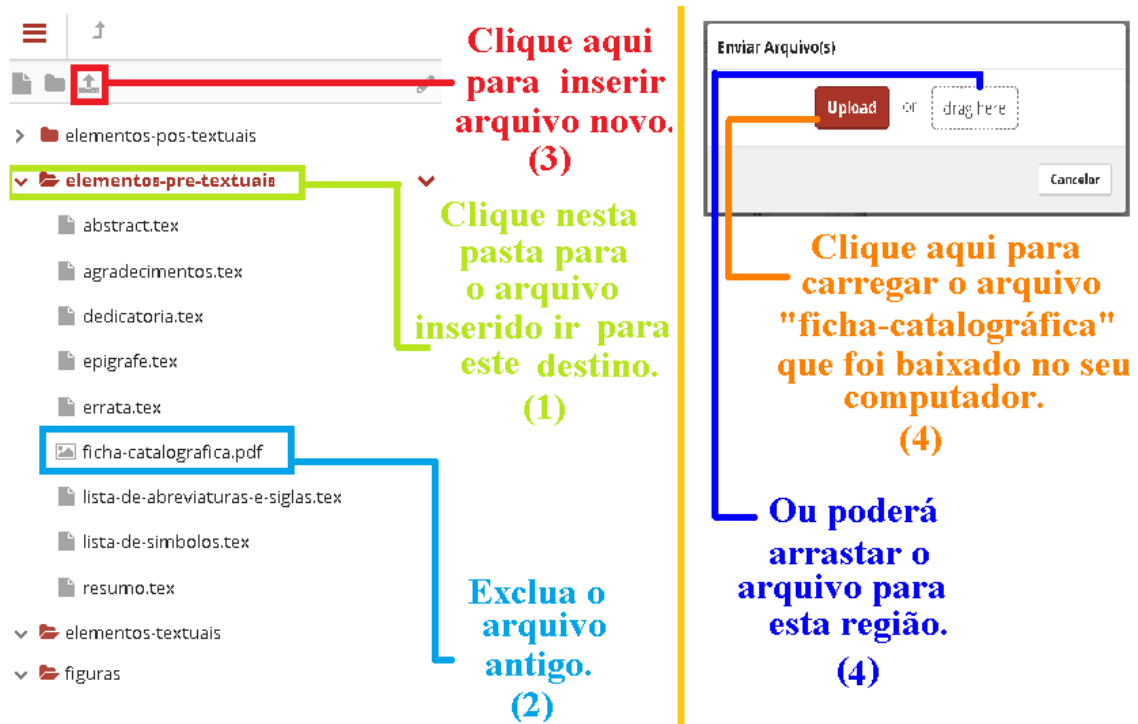 Clique aqui
para inserir
arquivo novo.
(3)
elementos-pos-textuais
elementos-pre-textuais
abstract.tex
agradecimentos.tex
dedicatoria.tex
epigrafe.tex
errata.tex
ficha-catalografica.pdf
lista-de-abreviaturas-e-siglas.tex
lista-de-simbolos.tex
resumo.tex
elementos-textuais
figuras
Clique nesta
pasta para
o arquivo
inserido ir para
este destino.
(1)
Exclua o
arquivo
antigo.
(2)
Enviar Arquivo(s)
Upload or drag here
Cancelar
Clique aqui para
carregar o arquivo
"ficha-catalográfica"
que foi baixado no seu
computador.
(4)
Ou poderá
arrastar o
arquivo para
esta região.
(4)